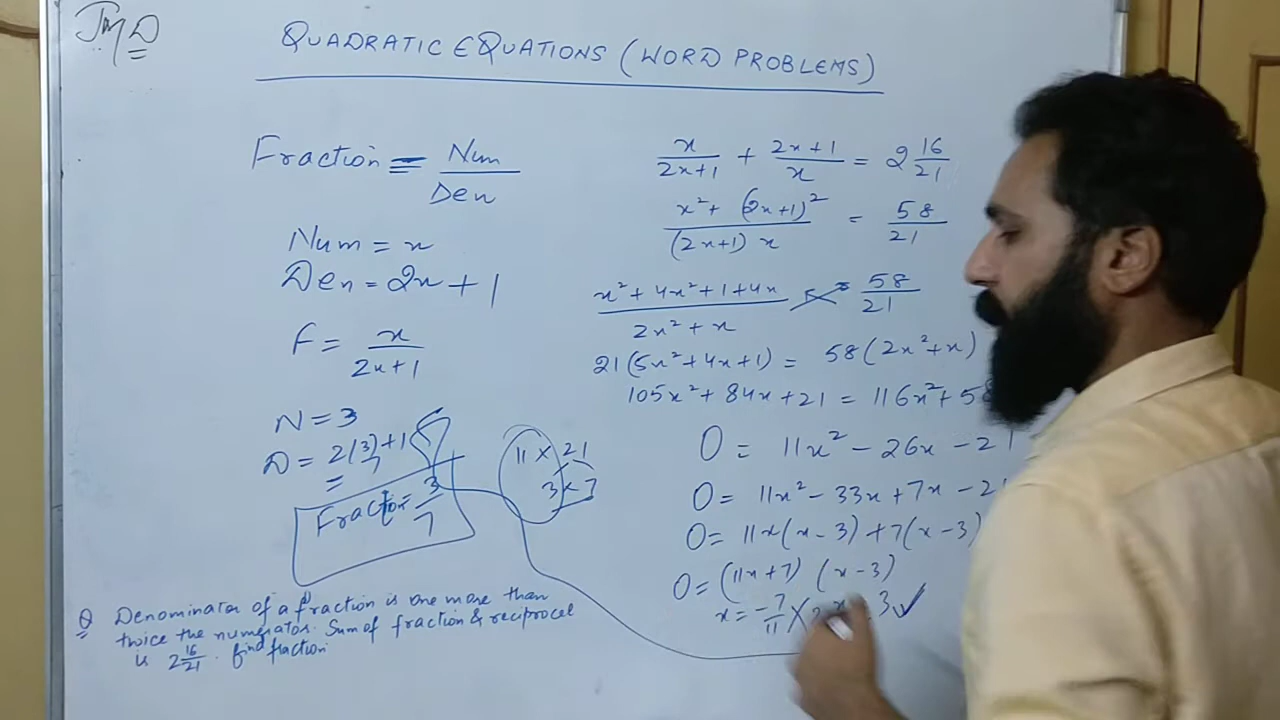 QUADRATIC EQUATIONS (WORD PROBLEMS)
Fraction = Num/Den
Num = x
Den = 2x + 1
F = x/(2x+1)
N = 3
D = 2(3)+1
= 7
Fraction = 3/7
11 × 21
3 × 7
Q Denominator of a fraction is one more than
twice the numerator. Sum of fraction & reciprocal
is 2 16/21. find fraction
x/(2x+1) + (2x+1)/x = 2 16/21
(x² + (2x+1)²)/((2x+1) x) = 58/21
(x² + 4x² + 1 + 4x)/(2x² + x) = 58/21
21(5x² + 4x + 1) = 58(2x² + x)
105x² + 84x + 21 = 116x² + 58
0 = 11x² - 26x - 21
0 = 11x² - 33x + 7x - 21
0 = 11x(x - 3) + 7(x - 3)
0 = (11x + 7) (x - 3)
x = -7/11 × 3 ✓